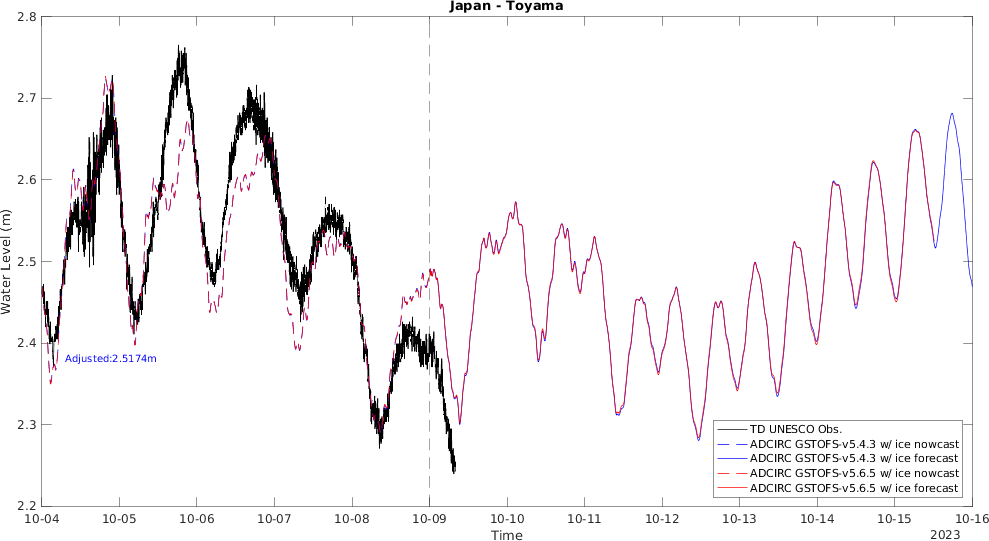 Japan - Toyama
2.8
2.7
2.6
2.5
2.4
2.3
2.2
Water Level (m)
Adjusted:2.5174m
TD UNESCO Obs.
ADCIRC GSTOFS-v5.4.3 w/ ice nowcast
ADCIRC GSTOFS-v5.4.3 w/ ice forecast
ADCIRC GSTOFS-v5.6.5 w/ ice nowcast
ADCIRC GSTOFS-v5.6.5 w/ ice forecast
10-04 10-05 10-06 10-07 10-08 10-09 10-10 10-11 10-12 10-13 10-14 10-15 10-16
Time
2023